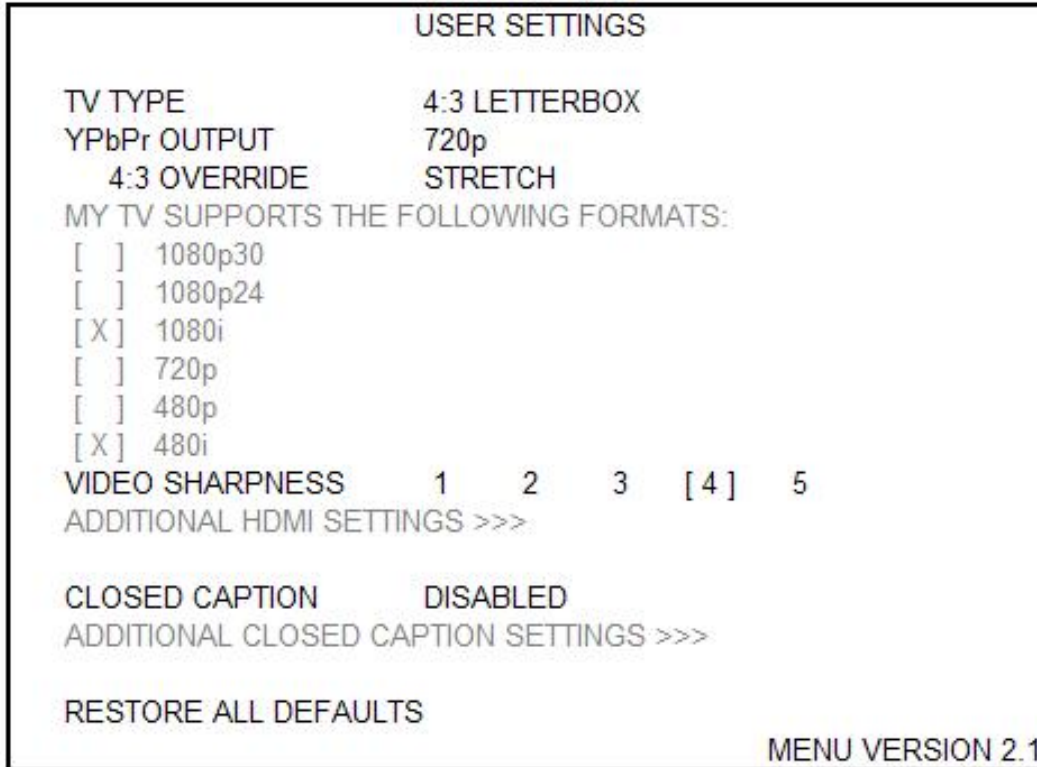 USER SETTINGS
TV TYPE 4:3 LETTERBOX
YPbPr OUTPUT 720p
4:3 OVERRIDE STRETCH
MY TV SUPPORTS THE FOLLOWING FORMATS:
[ ] 1080p30
[ ] 1080p24
[ X ] 1080i
[ ] 720p
[ ] 480p
[ X ] 480i
VIDEO SHARPNESS 1 2 3 [ 4 ] 5
ADDITIONAL HDMI SETTINGS >>>
CLOSED CAPTION DISABLED
ADDITIONAL CLOSED CAPTION SETTINGS >>>
RESTORE ALL DEFAULTS
MENU VERSION 2.1